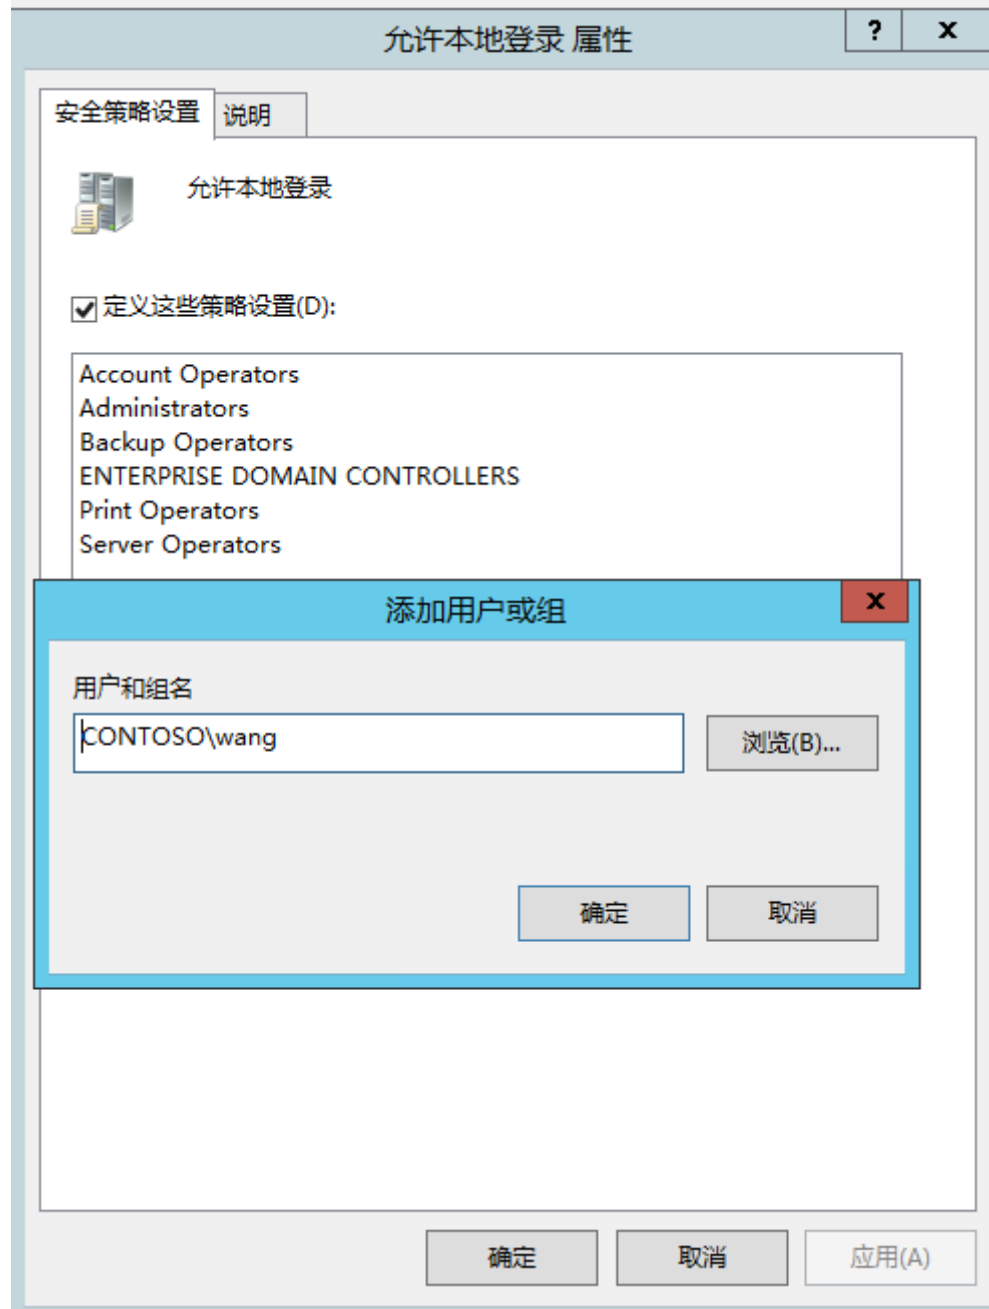 允许本地登录 属性
? x
安全策略设置 说明
允许本地登录
定义这些策略设置(D):
Account Operators
Administrators
Backup Operators
ENTERPRISE DOMAIN CONTROLLERS
Print Operators
Server Operators
添加用户或组
x
用户和组名
CONTOSO\wang
浏览(B)...
确定 取消
确定 取消 应用(A)